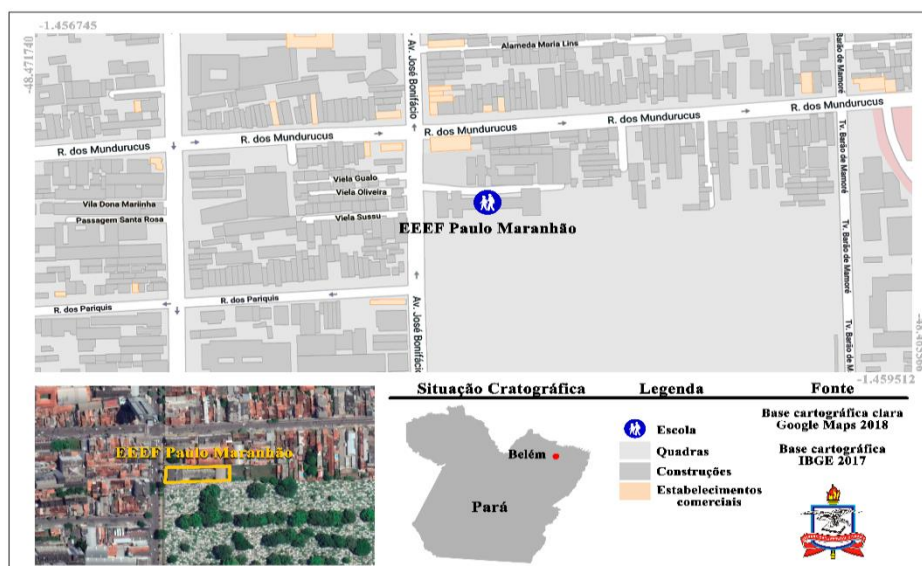 -1.456745
-48.471740
Alameda Maria Lins
Av. José Bonifácio
Tv. Barão de Mamoré
R. dos Mundurucus
R. dos Mundurucus
R. dos Mundurucus
R. dos Mundurucus
Tv. Barão de Mamoré
Viela Gualo
Viela Oliveira
Vila Dona Mariinha
Passagem Santa Rosa
Viela Sussu
EEEF Paulo Maranhão
Tv. Barão de Mamoré
R. dos Pariquis
R. dos Pariquis
Av. José Bonifácio
Tv. Barão de M
-1.459512
EEEF Paulo Maranhão
Situação Cratográfica
Belém
Pará
Legenda
Escola
Quadras
Construções
Estabelecimentos
comerciais
Fonte
Base cartográfica clara
Google Maps 2018
Base cartográfica
IBGE 2017